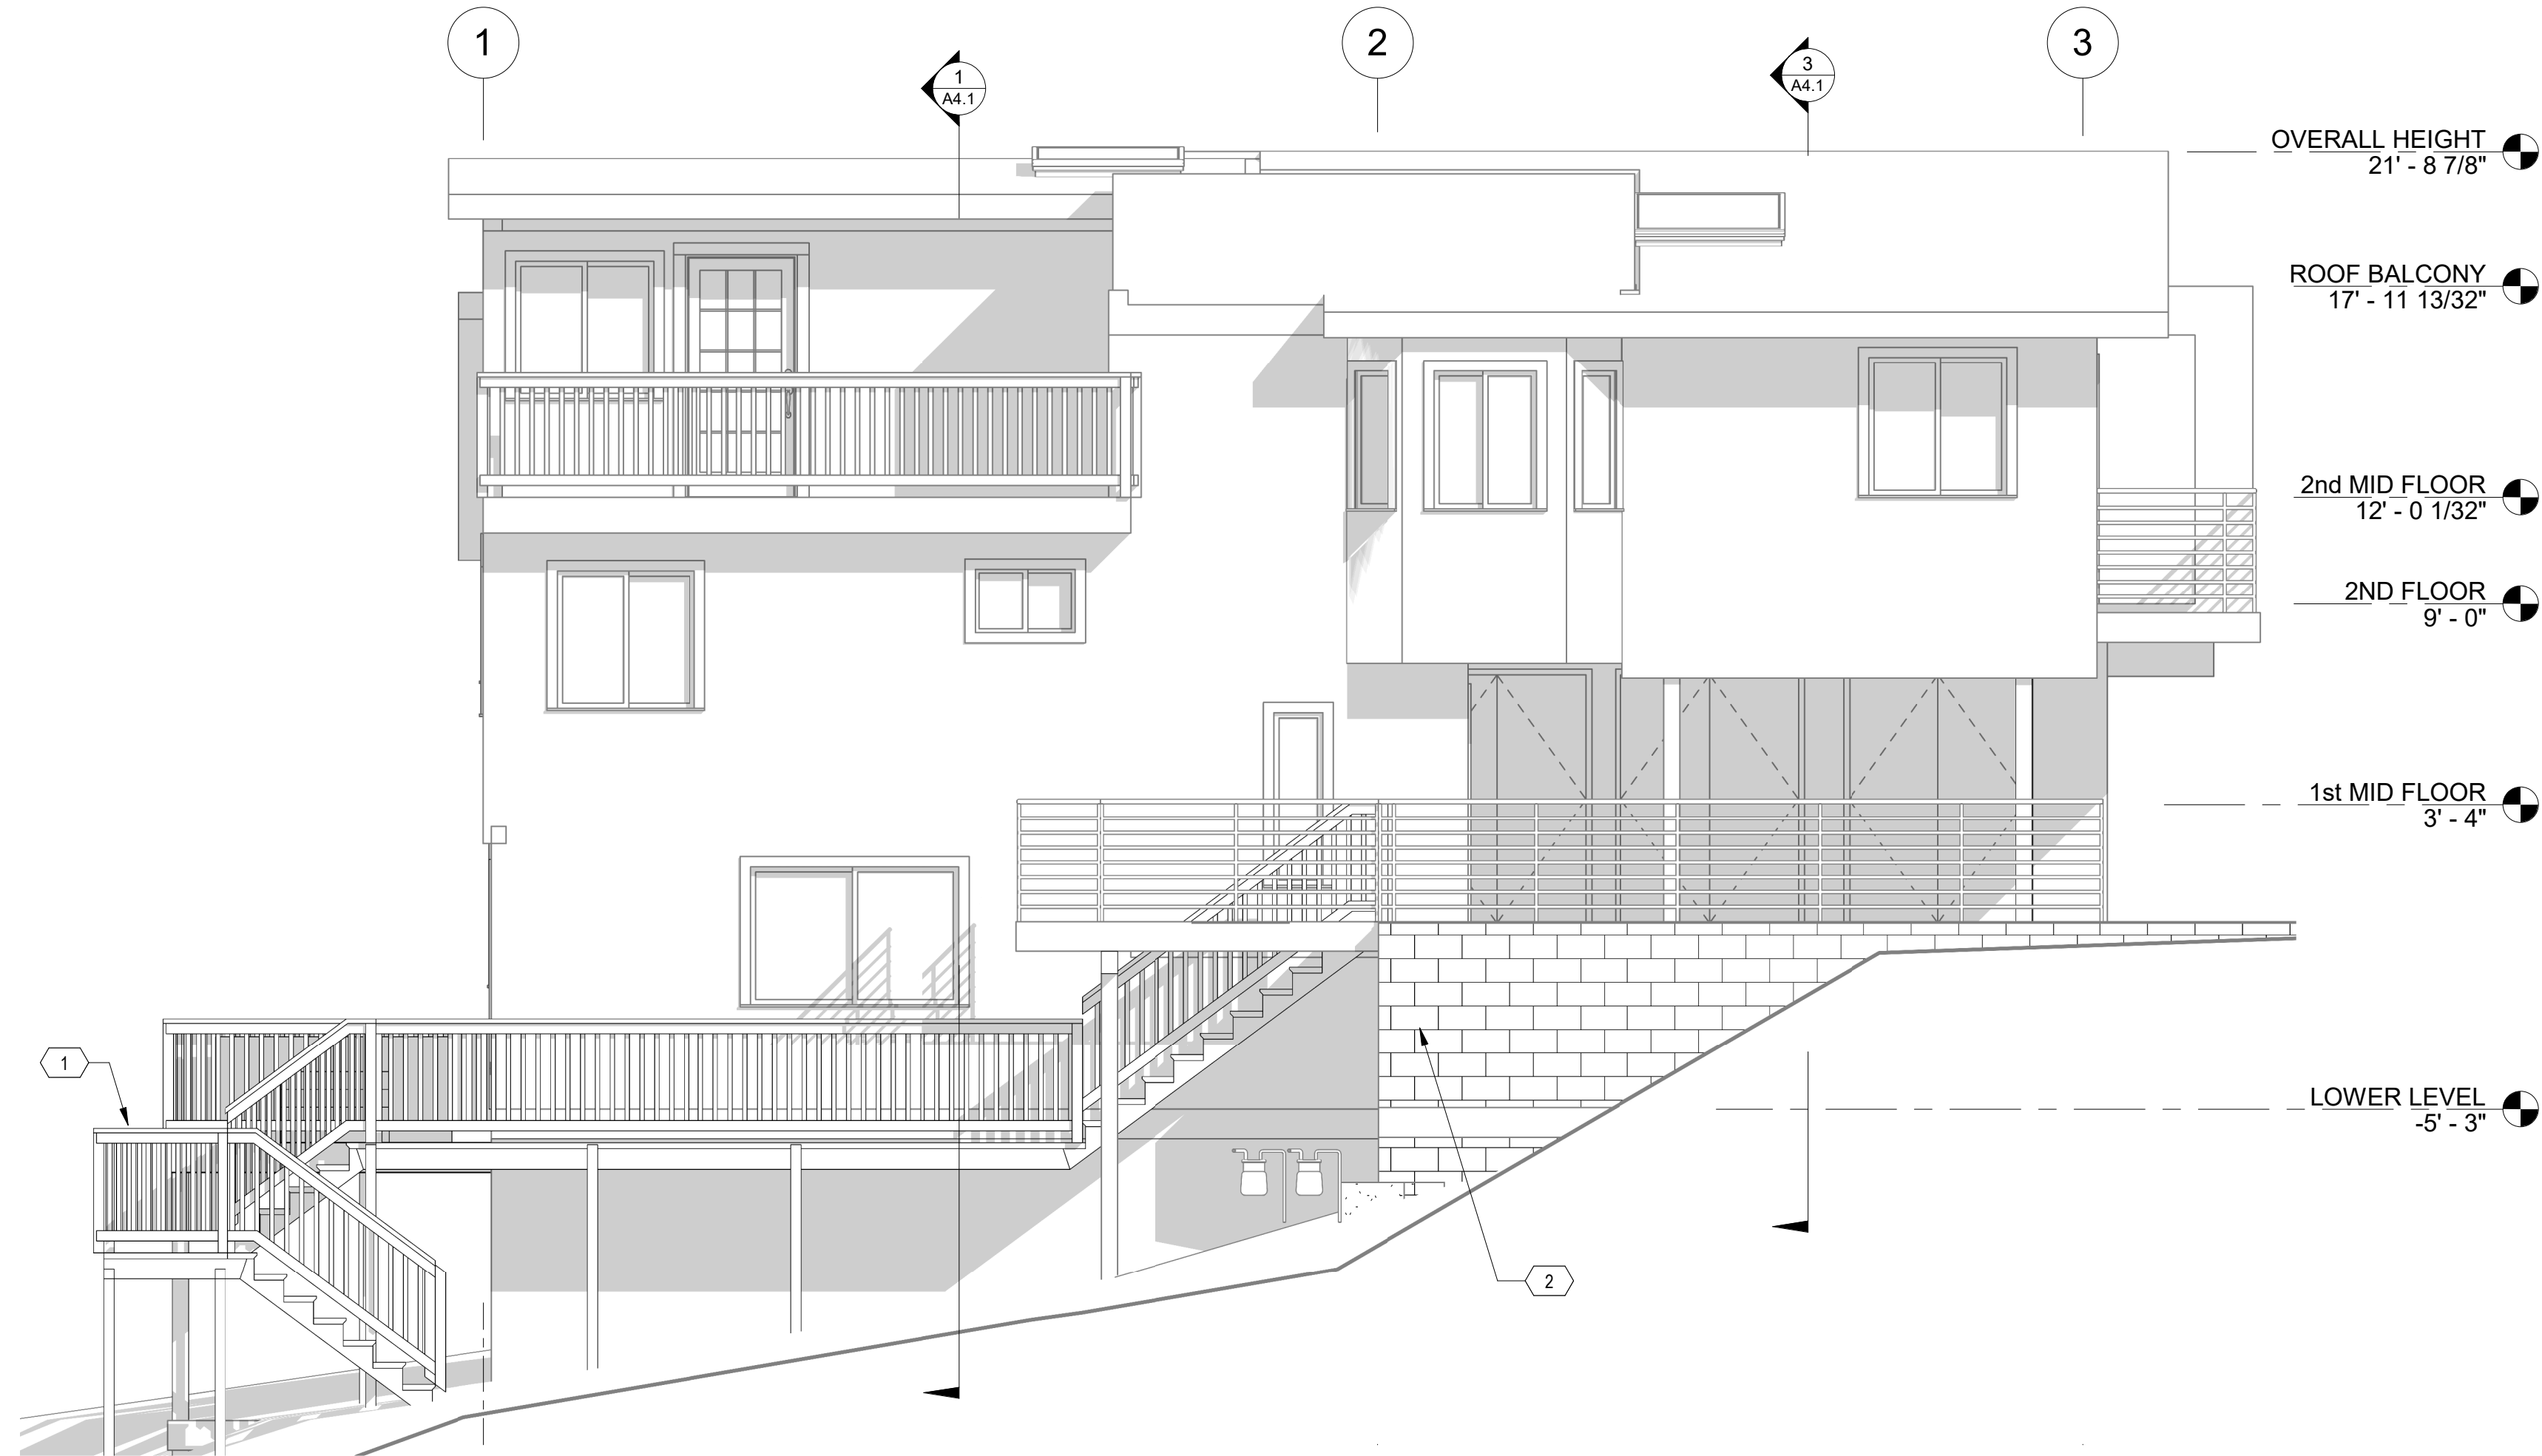 1
2
3
1
A4.1
3
A4.1
OVERALL HEIGHT
21' - 8 7/8"
ROOF BALCONY
17' - 11 13/32"
2nd MID FLOOR
12' - 0 1/32"
2ND FLOOR
9' - 0"
1st MID FLOOR
3' - 4"
1
LOWER LEVEL
-5' - 3"
2